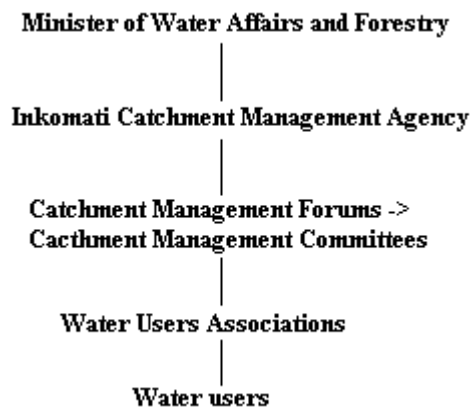 Minister of Water Affairs and Forestry
Inkomati Catchment Management Agency
Catchment Management Forums ->
Cacthment Management Committees
Water Users Associations
Water users